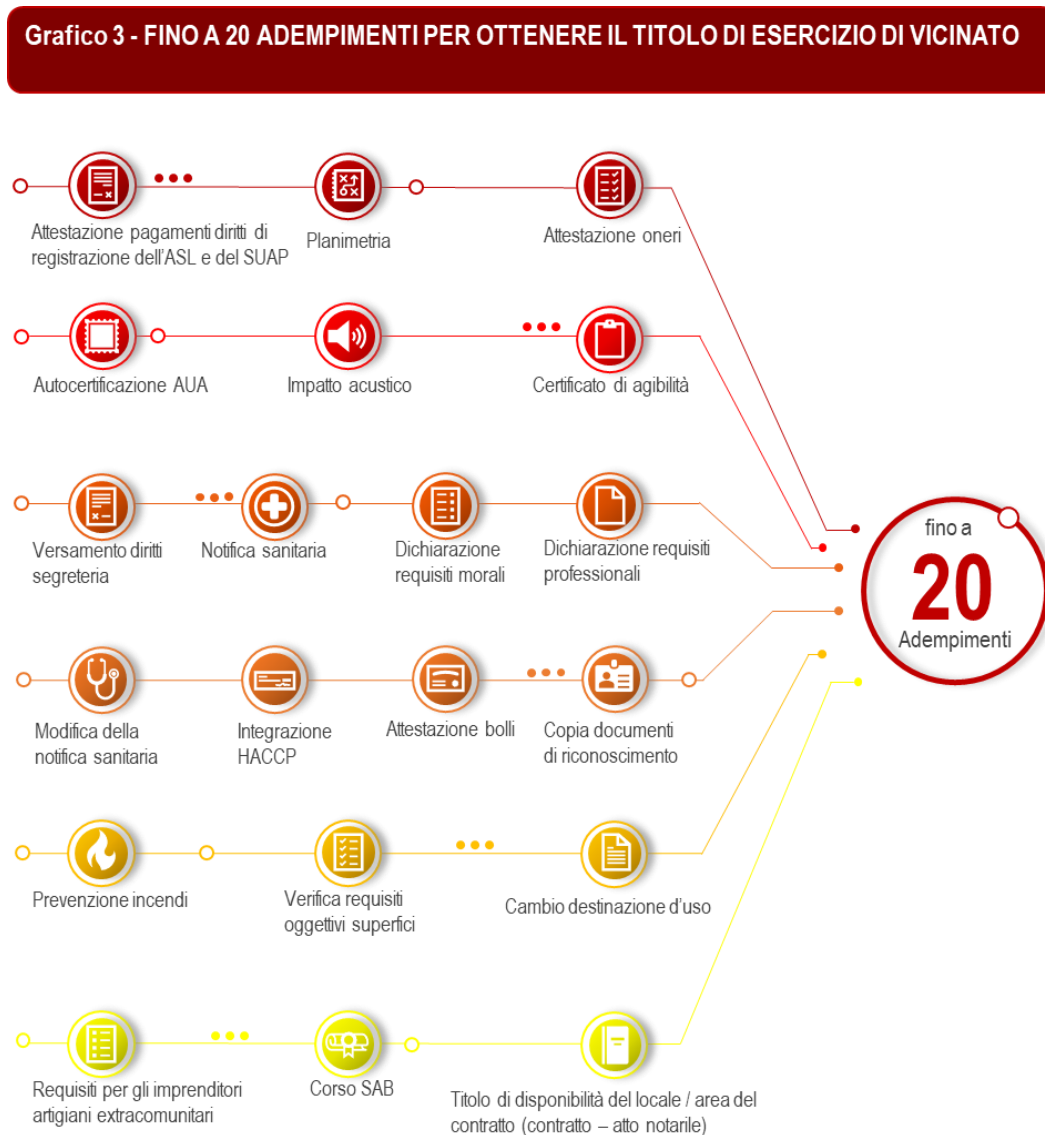 Grafico 3 - FINO A 20 ADEMPIMENTI PER OTTENERE IL TITOLO DI ESERCIZIO DI VICINATO
Attestazione pagamenti diritti di
registrazione dell'ASL e del SUAP
Planimetria
Attestazione oneri
Autocertificazione AUA
Impatto acustico
Certificato di agibilità
Versamento diritti
segreteria
Notifica sanitaria
Dichiarazione
requisiti morali
Dichiarazione requisiti
professionali
fino a
20
Adempimenti
Modifica della
notifica sanitaria
Integrazione
HACCP
Attestazione bolli
Copia documenti
di riconoscimento
Prevenzione incendi
Verifica requisiti
oggettivi superfici
Cambio destinazione d'uso
Requisiti per gli imprenditori
artigiani extracomunitari
Corso SAB
Titolo di disponibilità del locale / area del
contratto (contratto – atto notarile)